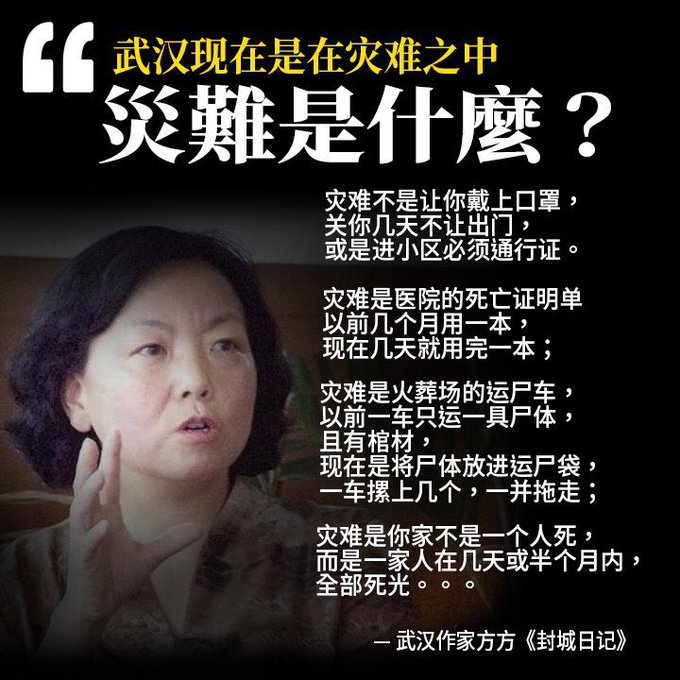 武汉现在是在灾难之中
災難是什麼？
灾难不是让你戴上口罩，
关你几天不让出门，
或是进小区必须通行证。
灾难是医院的死亡证明单
以前几个月用一本，
现在几天就用完一本；
灾难是火葬场的运尸车，
以前一车只运一具尸体，
且有棺材，
现在是将尸体放进运尸袋，
一车摞上几个，一并拖走；
灾难是你家不是一个人死，
而是一家人在几天或半个月内，
全部死光。。。
— 武汉作家方方《封城日记》